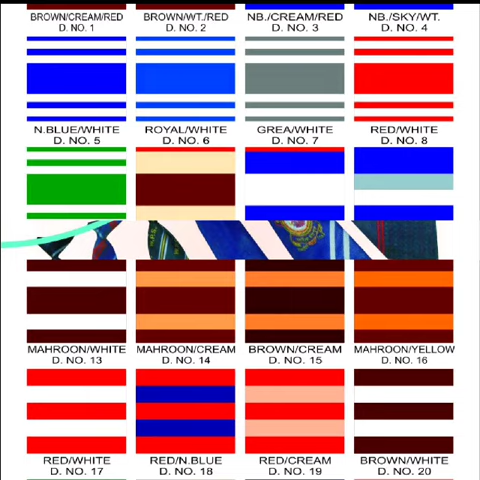 BROWN/CREAM/RED
D. NO. 1
BROWN/WT./RED
D. NO. 2
NB./CREAM/RED
D. NO. 3
NB./SKY/WT.
D. NO. 4
N.BLUE/WHITE
D. NO. 5
ROYAL/WHITE
D. NO. 6
GREA/WHITE
D. NO. 7
RED/WHITE
D. NO. 8
MAHROON/WHITE
D. NO. 13
MAHROON/CREAM
D. NO. 14
BROWN/CREAM
D. NO. 15
MAHROON/YELLOW
D. NO. 16
RED/WHITE
D. NO. 17
RED/N.BLUE
D. NO. 18
RED/CREAM
D. NO. 19
BROWN/WHITE
D. NO. 20